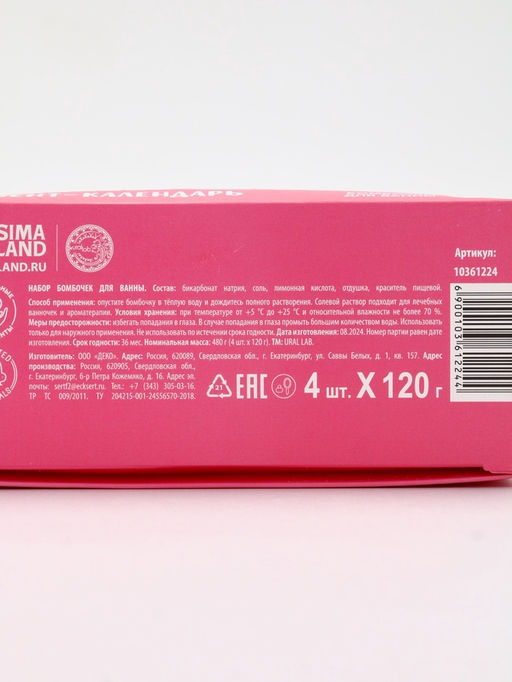 КАЛЕНДАРЬ
SIMA
LAND
LAND.RU
Артикул:
10361224
НАБОР БОМБОЧЕК ДЛЯ ВАННЫ. Состав: бикарбонат натрия, соль, лимонная кислота, отдушка, краситель пищевой.
Способ применения: опустите бомбочку в тёплую воду и дождитесь полного растворения. Солевой раствор подходит для лечебных
ванночек и ароматерапии. Условия хранения: при температуре от +5 °С до +25 °С и относительной влажности не более 70 %.
Меры предосторожности: избегать попадания в глаза. В случае попадания в глаза промыть большим количеством воды. Использовать
только для наружного применения. Не использовать по истечении срока годности. Дата изготовления: 08.2024. Номер партии равен дате
изготовления. Срок годности: 36 мес. Номинальная масса: 480 г (4 шт. х 120 г). ТМ: URAL LAB.
Изготовитель: ООО «ДЕКО». Адрес: Россия, 620089, Свердловская обл., г. Екатеринбург, ул. Саввы Белых, д. 1, кв. 157. Адрес
производства: Россия, 620905, Свердловская обл.,
г. Екатеринбург, б-р Петра Кожемяко, д. 16. Адрес эл.
почты: sertf2@ecksert.ru. Тел.: +7 (343) 305-03-16.
ТР ТС 009/2011. ТУ 204215-001-24556570-2018.
21
EAC
4 шт. X 120 г
6900103612244